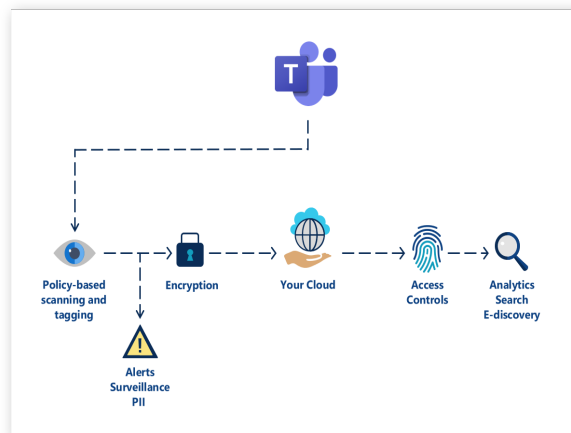 T
Policy-based
scanning and
tagging
Encryption
Your Cloud
Access
Controls
Analytics
Search
E-discovery
!
Alerts
Surveillance
PII